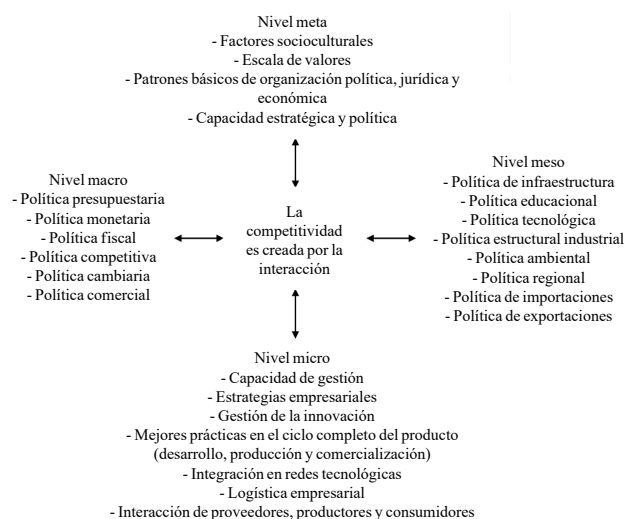 Nivel meta
- Factores socioculturales
- Escala de valores
- Patrones básicos de organización política, jurídica y
económica
- Capacidad estratégica y política
Nivel macro
- Política presupuestaria
- Política monetaria
- Política fiscal
- Política competitiva
- Política cambiaria
- Política comercial
La
competitividad
es creada por la
interacción
Nivel meso
- Política de infraestructura
- Política educacional
- Política tecnológica
- Política estructural industrial
- Política ambiental
- Política regional
- Política de importaciones
- Política de exportaciones
Nivel micro
- Capacidad de gestión
- Estrategias empresariales
- Gestión de la innovación
- Mejores prácticas en el ciclo completo del producto
(desarrollo, producción y comercialización)
- Integración en redes tecnológicas
- Logística empresarial
- Interacción de proveedores, productores y consumidores